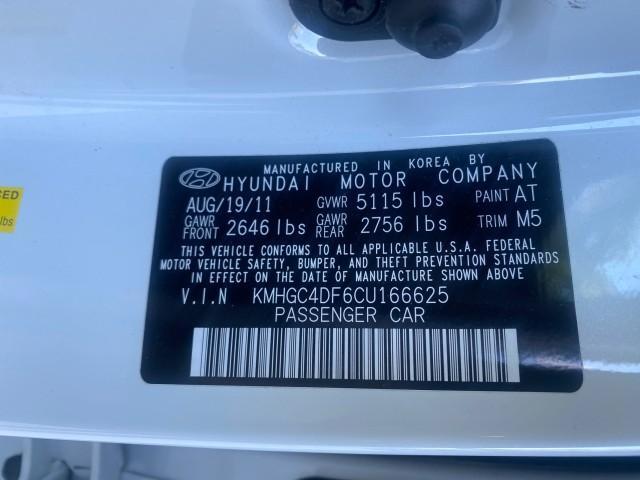 MANUFACTURED IN KOREA BY
HYUNDAI MOTOR COMPANY
AUG/19/11 GVWR 5115 lbs PAINT AT
GAWR FRONT 2646 lbs GAWR REAR 2756 lbs TRIM M5
THIS VEHICLE CONFORMS TO ALL APPLICABLE U.S.A. FEDERAL
MOTOR VEHICLE SAFETY, BUMPER, AND THEFT PREVENTION STANDARDS
IN EFFECT ON THE DATE OF MANUFACTURE SHOWN ABOVE
V.I.N KMHGC4DF6CU166625
PASSENGER CAR
CED
lbs